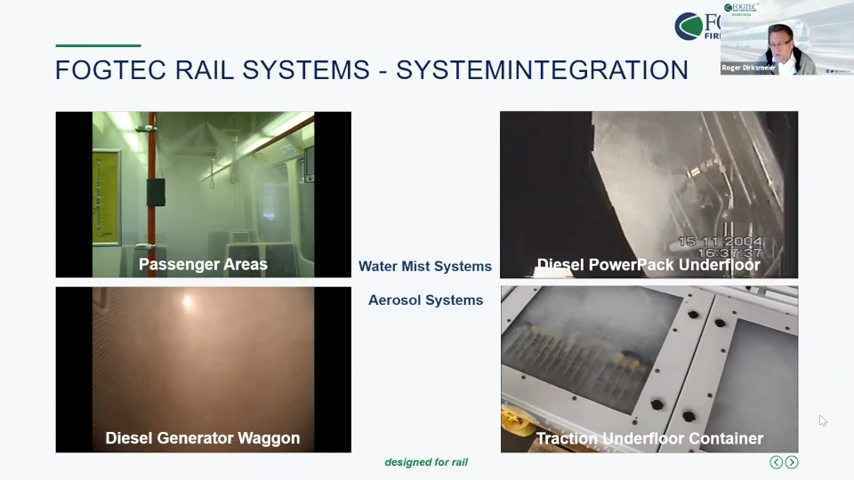 FOGTEC
Roger Dirksmeier
FOGTEC RAIL SYSTEMS - SYSTEMINTEGRATION
Passenger Areas
15 11 2004
16:37:37
Diesel PowerPack Underfloor
Water Mist Systems
Aerosol Systems
Diesel Generator Waggon
Traction Underfloor Container
designed for rail